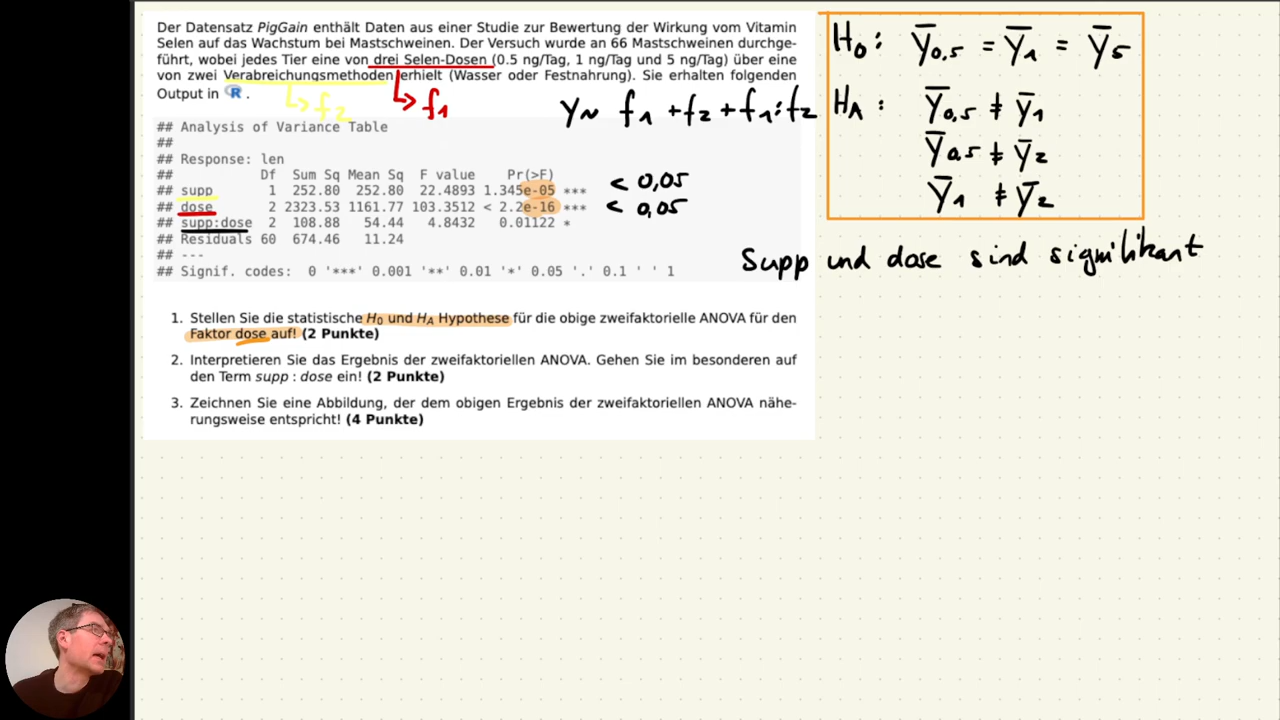 Der Datensatz PigGain enthält Daten aus einer Studie zur Bewertung der Wirkung vom Vitamin
Selen auf das Wachstum bei Mastschweinen. Der Versuch wurde an 66 Mastschweinen durchge-
führt, wobei jedes Tier eine von drei Selen-Dosen (0.5 ng/Tag, 1 ng/Tag und 5 ng/Tag) über eine
von zwei Verabreichungsmethoden erhielt (Wasser oder Festnahrung). Sie erhalten folgenden
Output in R .
f2
f1
y~ f1 + f2 + f1:f2
## Analysis of Variance Table
##
## Response: len
## Df Sum Sq Mean Sq F value Pr(>F)
## supp 1 252.80 252.80 22.4893 1.345e-05 *** < 0,05
## dose 2 2323.53 1161.77 103.3512 < 2.2e-16 *** < 0,05
## supp:dose 2 108.88 54.44 4.8432 0.01122 *
## Residuals 60 674.46 11.24
## ---
## Signif. codes: 0 '***' 0.001 '**' 0.01 '*' 0.05 '.' 0.1 ' ' 1
1. Stellen Sie die statistische H0 und HA Hypothese für die obige zweifaktorielle ANOVA für den
Faktor dose auf! (2 Punkte)
2. Interpretieren Sie das Ergebnis der zweifaktoriellen ANOVA. Gehen Sie im besonderen auf
den Term supp : dose ein! (2 Punkte)
3. Zeichnen Sie eine Abbildung, der dem obigen Ergebnis der zweifaktoriellen ANOVA nähe-
rungsweise entspricht! (4 Punkte)
H0: ȳ0,5 = ȳ1 = ȳ5
HA: ȳ0,5 ≠ ȳ1
ȳ0,5 ≠ ȳ2
ȳ1 ≠ ȳ2
Supp und dose sind signifikant